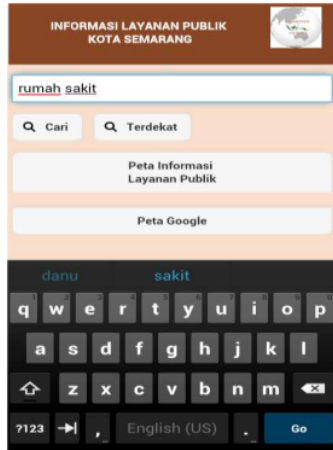 INFORMASI LAYANAN PUBLIK
KOTA SEMARANG
rumah sakit
Cari Terdekat
Peta Informasi
Layanan Publik
Peta Google
danu sakit
q w e r t y u i o p
a s d f g h j k l
z x c v b n m
?123 , English (US) . Go